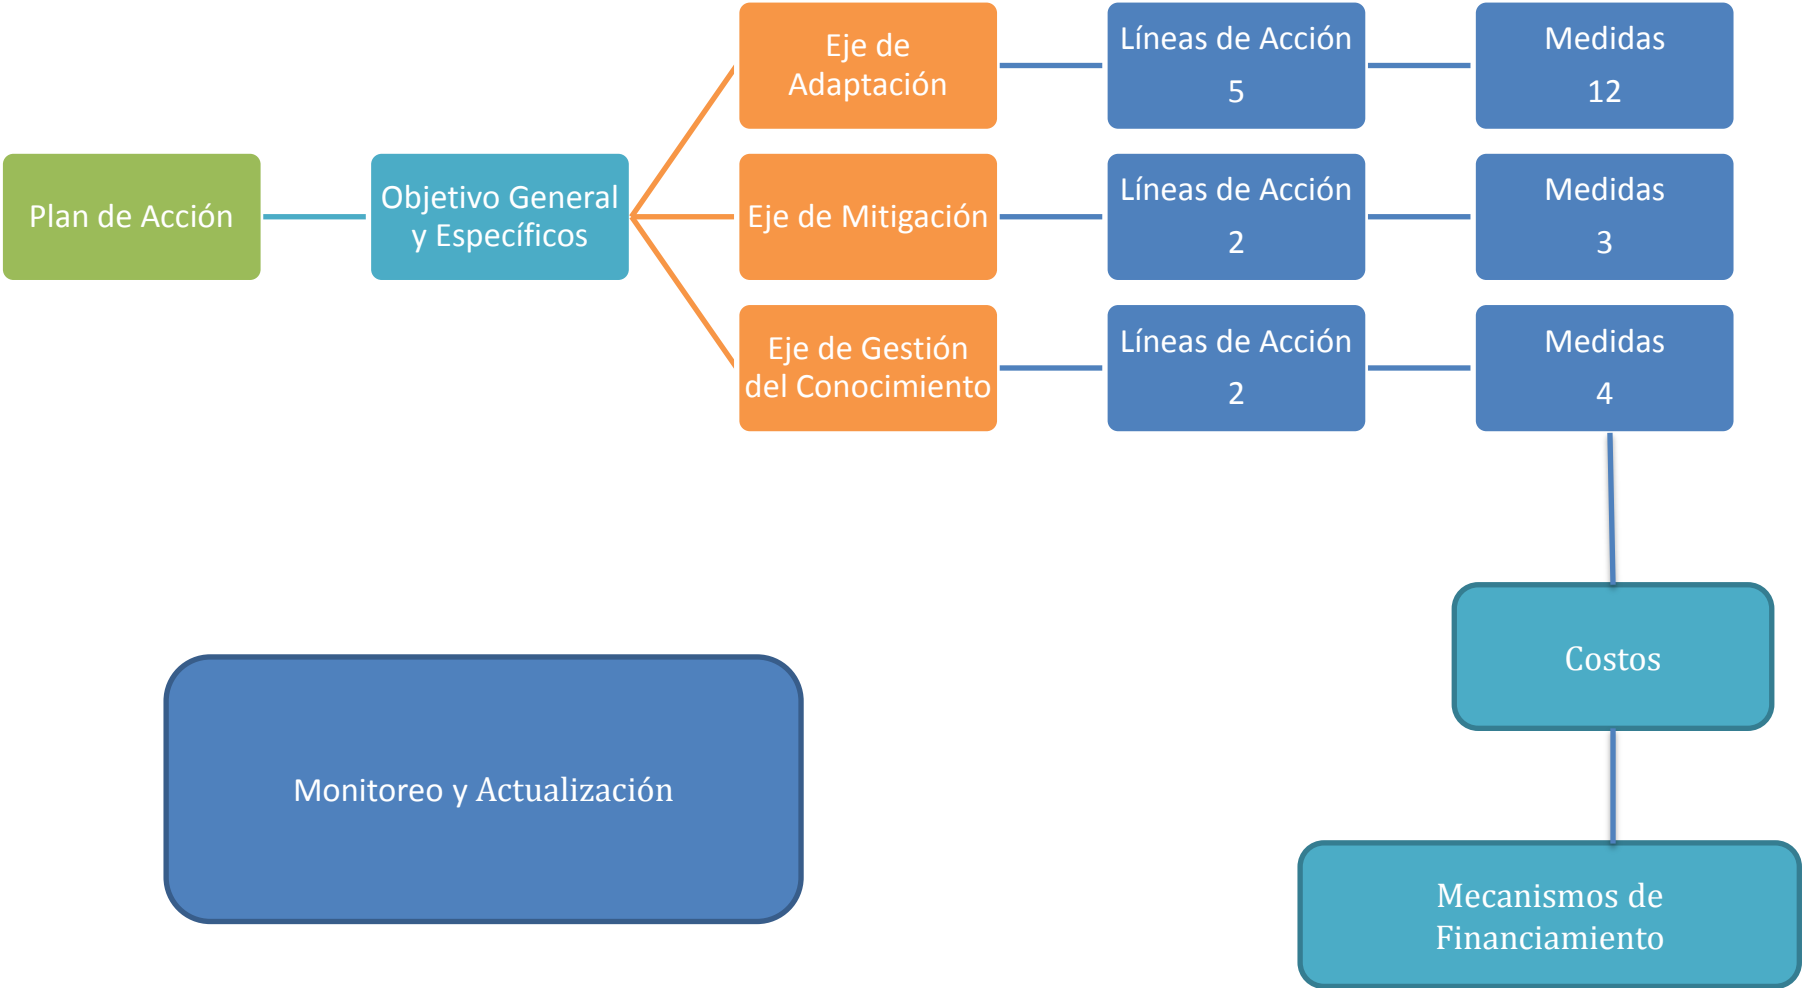 Plan de Acción
Objetivo General
y Específicos
Eje de
Adaptación
Líneas de Acción
5
Medidas
12
Eje de Mitigación
Líneas de Acción
2
Medidas
3
Eje de Gestión
del Conocimiento
Líneas de Acción
2
Medidas
4
Costos
Monitoreo y Actualización
Mecanismos de
Financiamiento